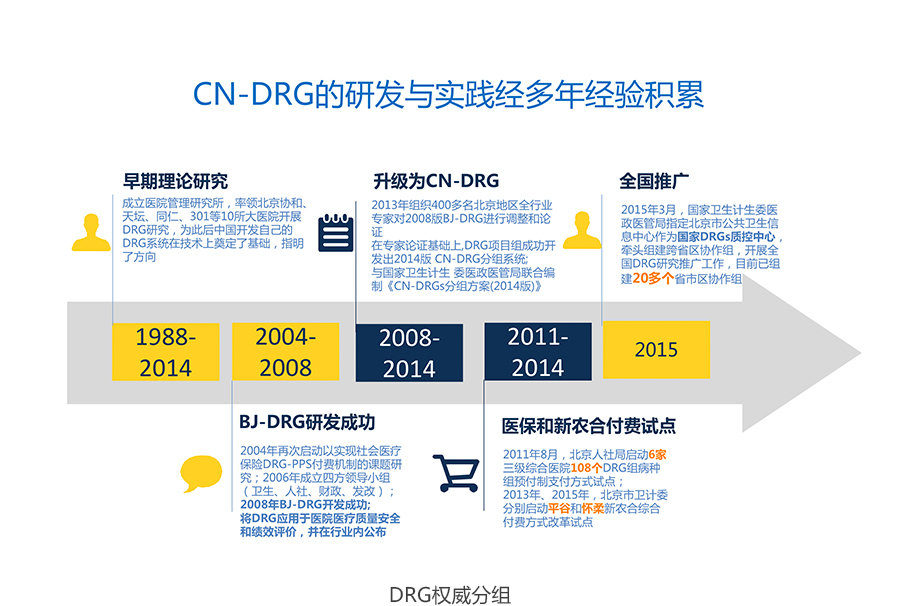 CN-DRG的研发与实践经多年经验积累
早期理论研究
成立医院管理研究所，率领北京协和、
天坛、同仁、301等10所大医院开展
DRG研究，为此后中国开发自己的
DRG系统在技术上奠定了基础，指明
了方向
升级为CN-DRG
2013年组织400多名北京地区全行业
专家对2008版BJ-DRG进行调整和论
证
在专家论证基础上,DRG项目组成功开
发出2014版 CN-DRG分组系统;
与国家卫生计生 委医政医管局联合编
制《CN-DRGs分组方案(2014版)》
全国推广
2015年3月，国家卫生计生委医
政医管局指定北京市公共卫生信
息中心作为国家DRGs质控中心，
牵头组建跨省区协作组，开展全
国DRG研究推广工作，目前已组
建20多个省市区协作组
1988-
2014
2004-
2008
2008-
2014
2011-
2014
2015
BJ-DRG研发成功
2004年再次启动以实现社会医疗
保险DRG-PPS付费机制的课题研
究；2006年成立四方领导小组
（卫生、人社、财政、发改）；
2008年BJ-DRG开发成功;
将DRG应用于医院医疗质量安全
和绩效评价，并在行业内公布
医保和新农合付费试点
2011年8月，北京人社局启动6家
三级综合医院108个DRG组病种
组预付制支付方式试点；
2013年、2015年，北京市卫计委
分别启动平谷和怀柔新农合综合
付费方式改革试点
DRG权威分组